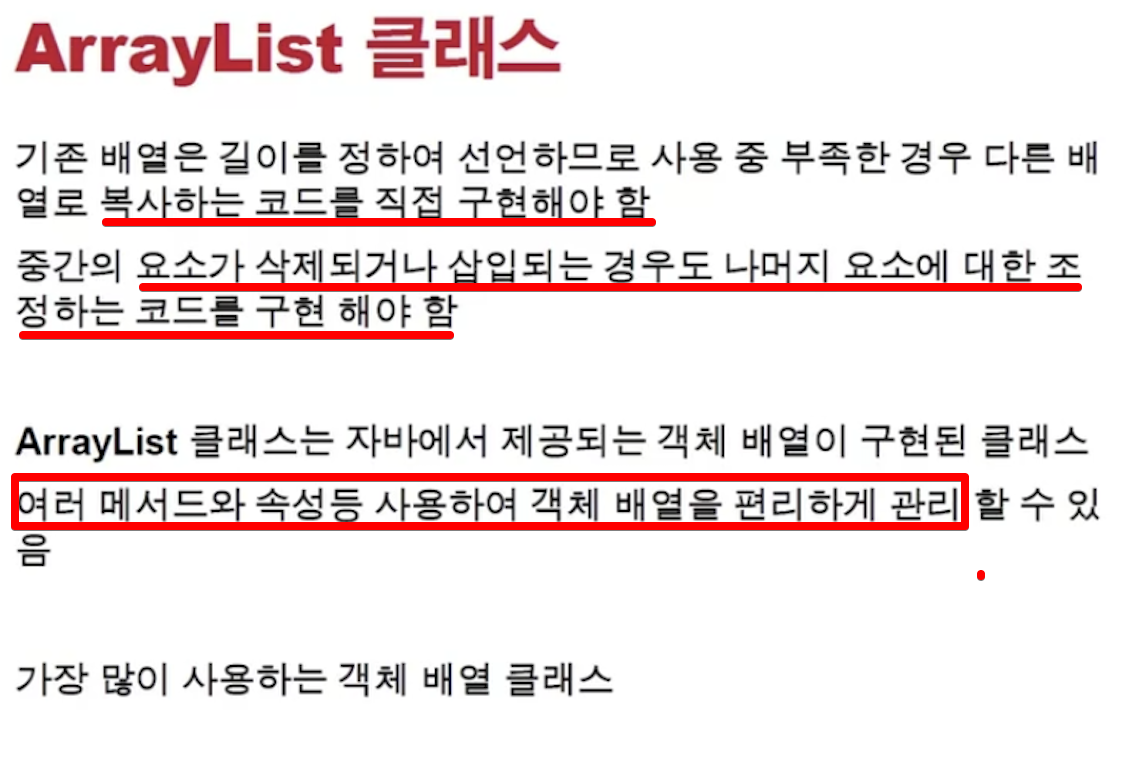 ArrayList 클래스
기존 배열은 길이를 정하여 선언하므로 사용 중 부족한 경우 다른 배
열로 복사하는 코드를 직접 구현해야 함
중간의 요소가 삭제되거나 삽입되는 경우도 나머지 요소에 대한 조
정하는 코드를 구현 해야 함
ArrayList 클래스는 자바에서 제공되는 객체 배열이 구현된 클래스
여러 메서드와 속성등 사용하여 객체 배열을 편리하게 관리 할 수 있
음
가장 많이 사용하는 객체 배열 클래스